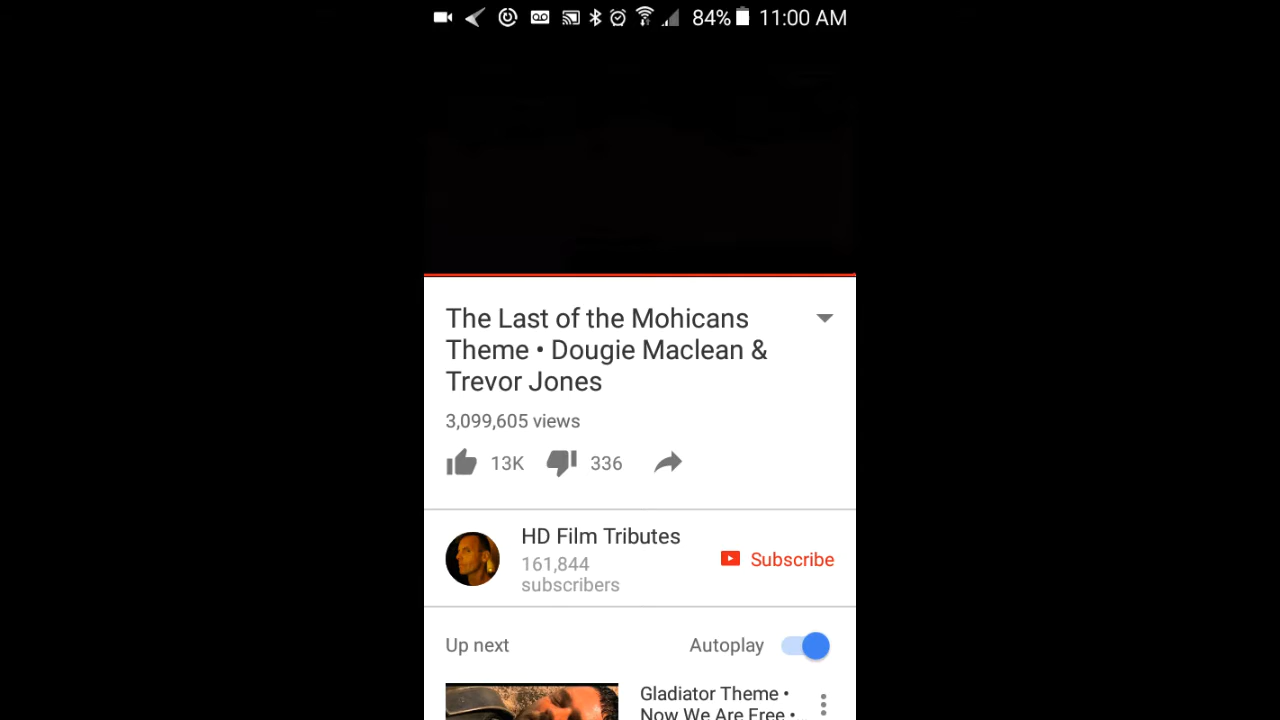 84% 11:00 AM
The Last of the Mohicans
Theme • Dougie Maclean &
Trevor Jones
3,099,605 views
13K 336
HD Film Tributes
161,844
subscribers
Subscribe
Up next Autoplay
Gladiator Theme •
Now We Are Free •...